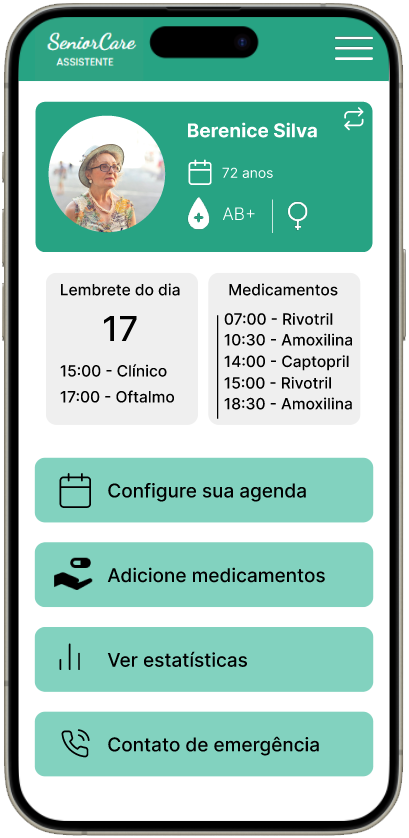 SeniorCare
ASSISTENTE
Berenice Silva
72 anos
AB+
Lembrete do dia
17
15:00 - Clínico
17:00 - Oftalmo
Medicamentos
07:00 - Rivotril
10:30 - Amoxilina
14:00 - Captopril
15:00 - Rivotril
18:30 - Amoxilina
Configure sua agenda
Adicione medicamentos
Ver estatísticas
Contato de emergência